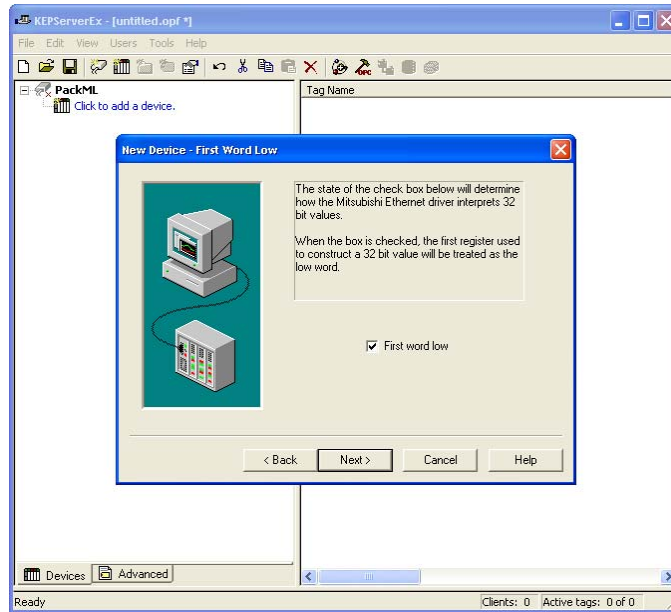 KEPServerEx - [untitled.opf *]
File Edit View Users Tools Help
PackML
Click to add a device.
Tag Name
New Device - First Word Low
The state of the check box below will determine
how the Mitsubishi Ethernet driver interprets 32
bit values.
When the box is checked, the first register used
to construct a 32 bit value will be treated as the
low word.
First word low
< Back
Next >
Cancel
Help
Devices
Advanced
Ready
Clients: 0
Active tags: 0 of 0